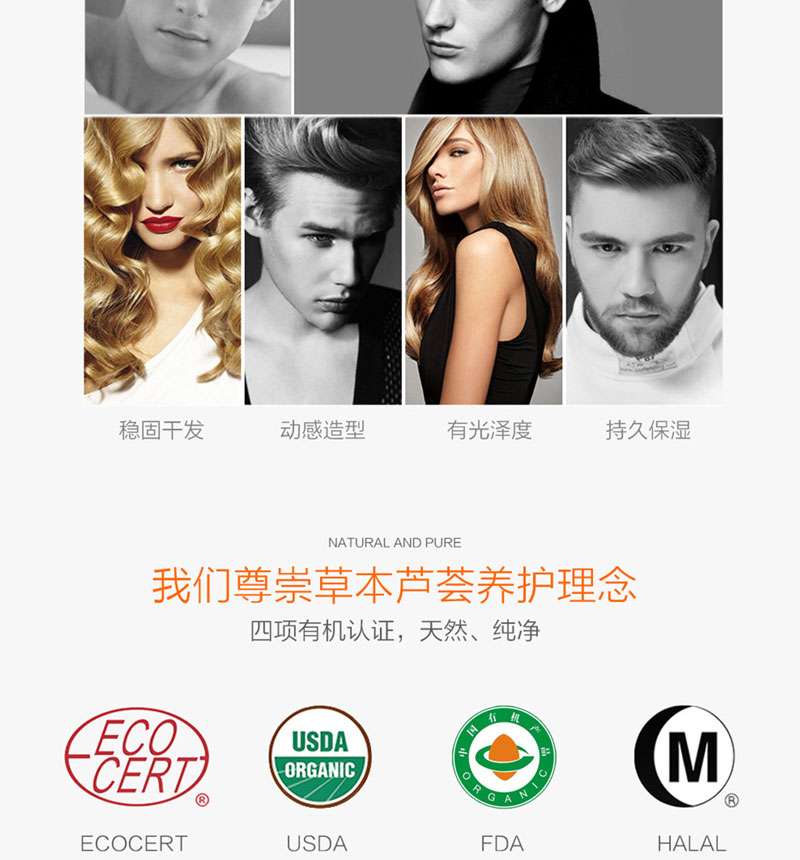 稳固干发
动感造型
有光泽度
持久保湿
NATURAL AND PURE
我们尊崇草本芦荟养护理念
四项有机认证，天然、纯净
ECO
CERT
®
USDA
ORGANIC
中国有机产品
ORGANIC
M
®
ECOCERT
USDA
FDA
HALAL